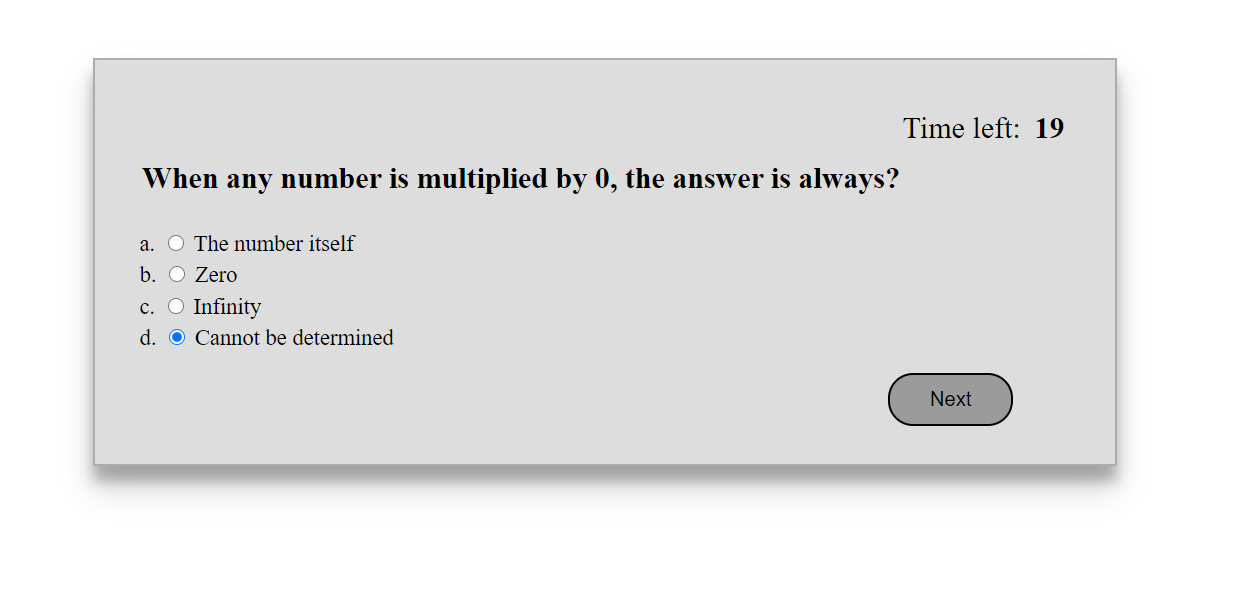 Time left: 19
When any number is multiplied by 0, the answer is always?
a. The number itself
b. Zero
c. Infinity
d. Cannot be determined
Next